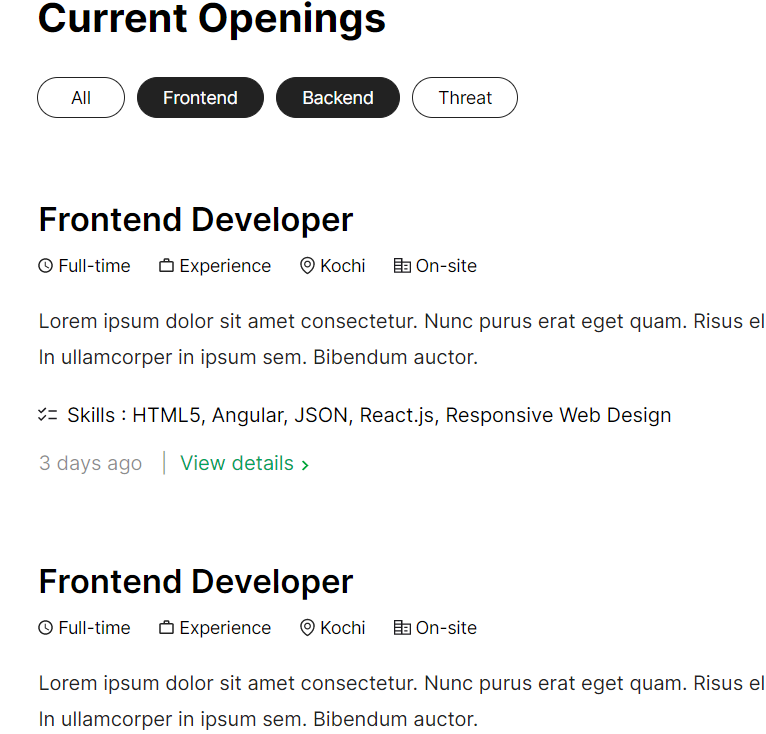 Current Openings
All Frontend Backend Threat
Frontend Developer
Full-time Experience Kochi On-site
Lorem ipsum dolor sit amet consectetur. Nunc purus erat eget quam. Risus el
In ullamcorper in ipsum sem. Bibendum auctor.
Skills : HTML5, Angular, JSON, React.js, Responsive Web Design
3 days ago | View details >
Frontend Developer
Full-time Experience Kochi On-site
Lorem ipsum dolor sit amet consectetur. Nunc purus erat eget quam. Risus el
In ullamcorper in ipsum sem. Bibendum auctor.